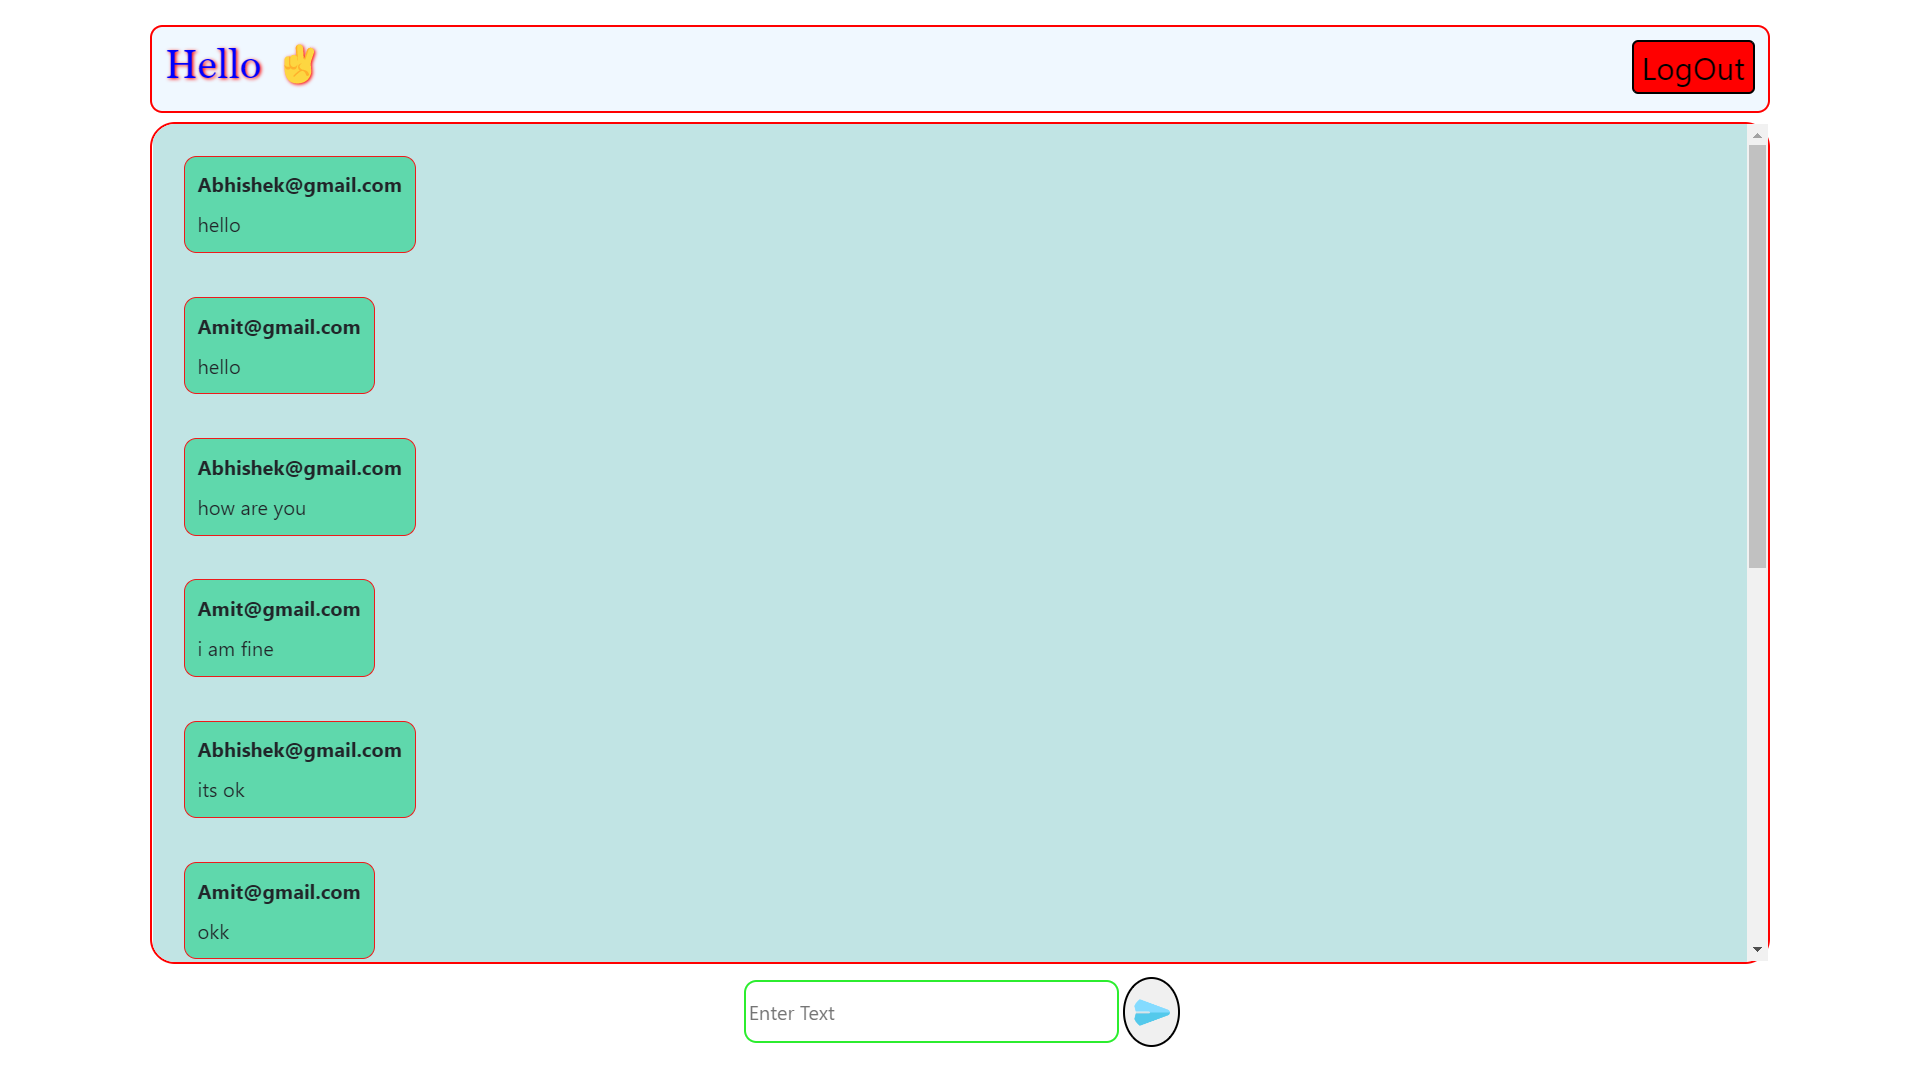 Hello ✌
LogOut
Abhishek@gmail.com
hello
Amit@gmail.com
hello
Abhishek@gmail.com
how are you
Amit@gmail.com
i am fine
Abhishek@gmail.com
its ok
Amit@gmail.com
okk
Enter Text